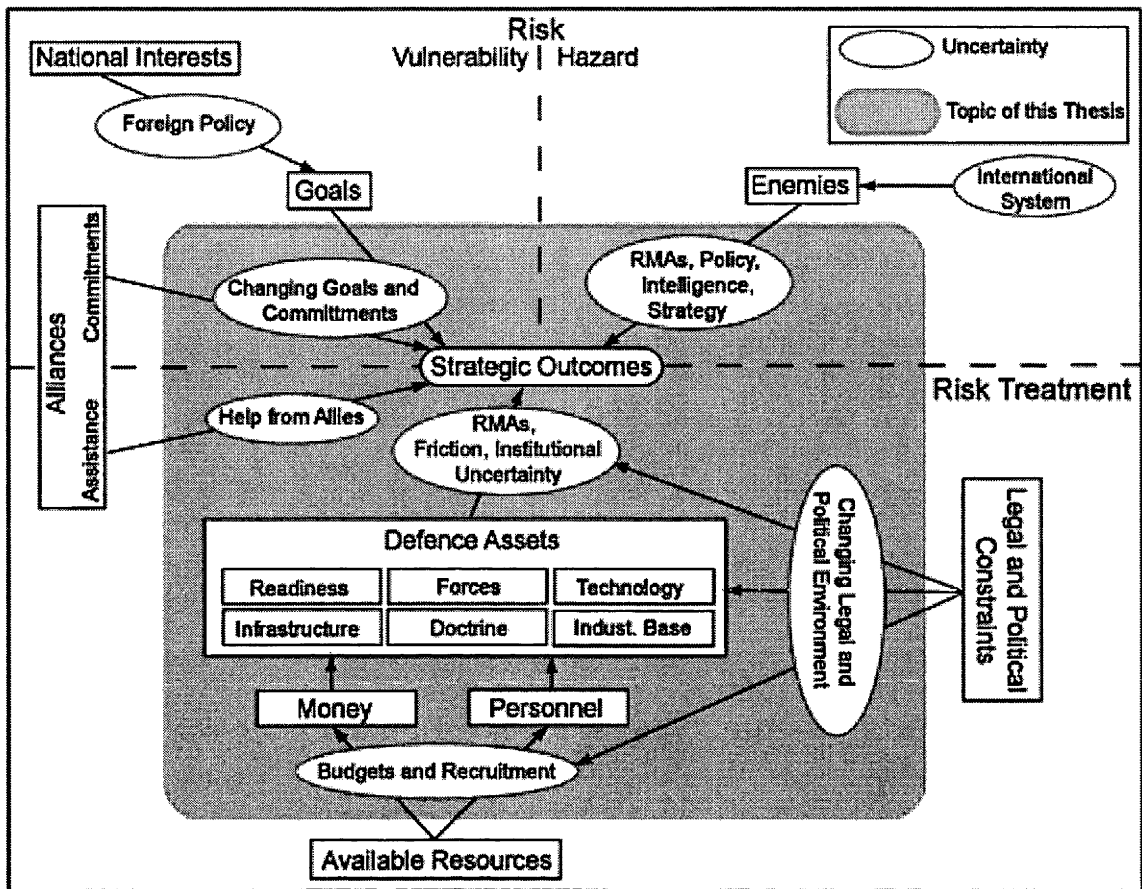 Risk
Vulnerability | Hazard
National Interests
Foreign Policy
Goals
Uncertainty
Topic of this Thesis
Enemies
International
System
Alliances
Commitments
Assistance
Changing Goals and
Committments
RMAs, Policy,
Intelligence,
Strategy
Strategic Outcomes
Risk Treatment
Help from Allies
RMAs,
Friction, Institutional
Uncertainty
Changing Legal and
Political Environment
Legal and Political
Constraints
Defence Assets
Readiness
Forces
Technology
Infrastructure
Doctrine
Indust. Base
Money
Personnel
Budgets and Recruitment
Available Resources